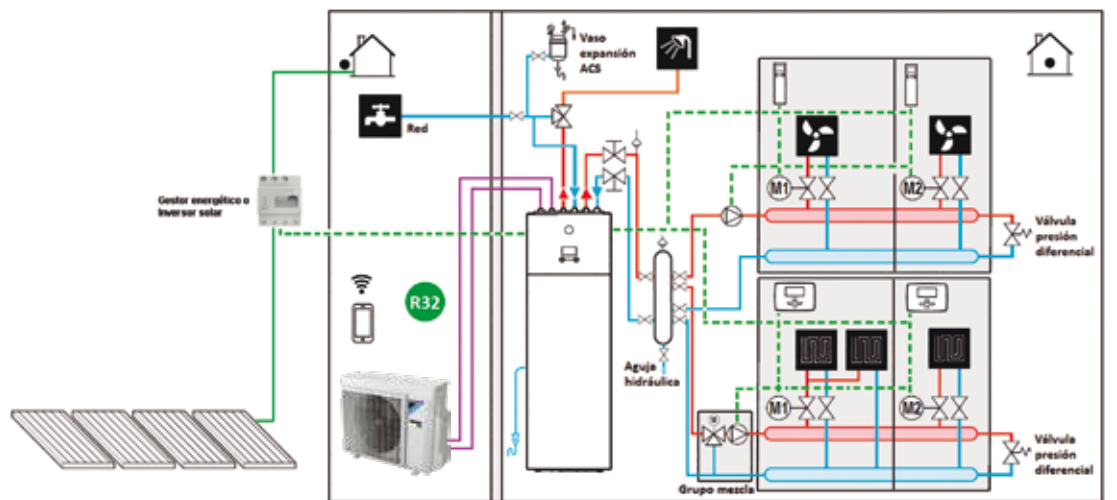 Vaso
expansión
ACS
Red
Gestor energético o
Inversor solar
R32
M1
M2
Válvula
presión
diferencial
Aguja
hidráulica
M1
M2
Válvula
presión
diferencial
Grupo mezcla